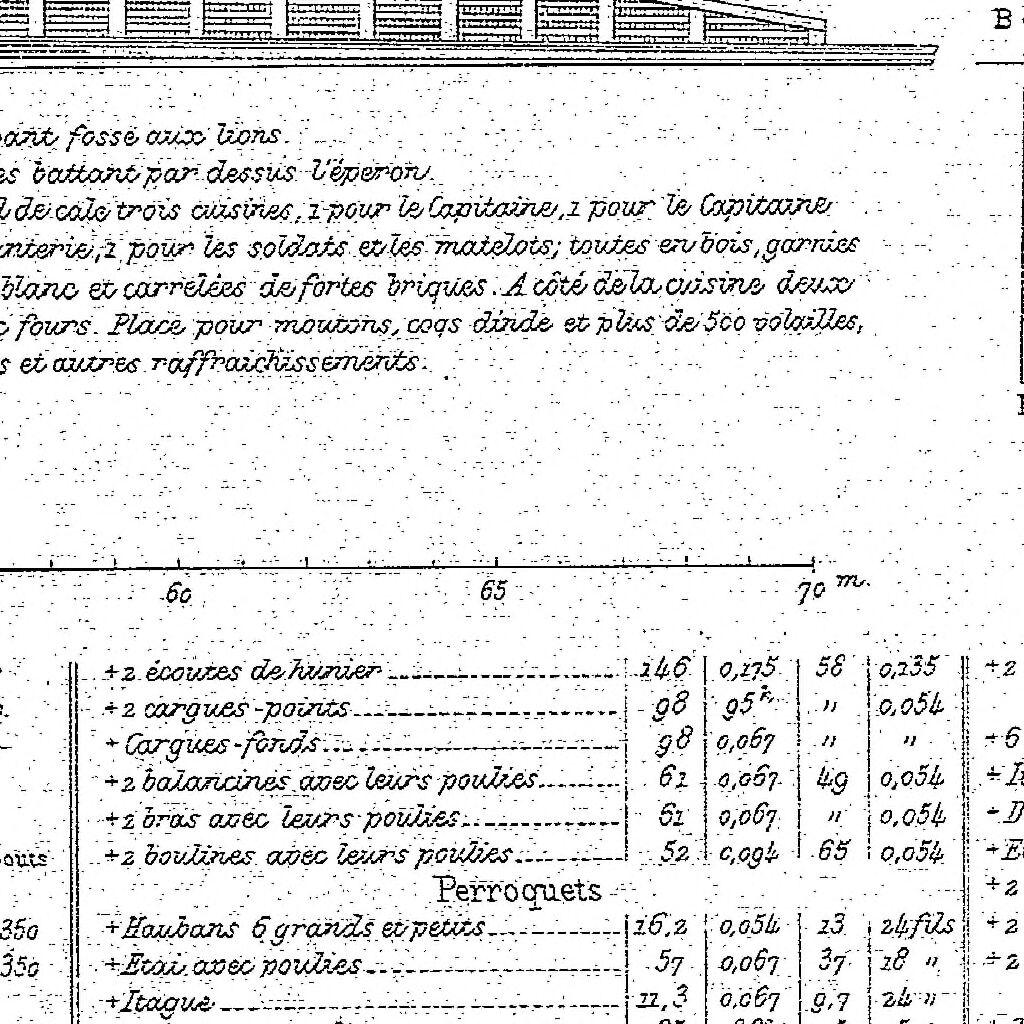 B
ant fossé aux lions.
es battant par dessus l'éperon.
de cale trois cuisines, 1 pour le Capitaine, 1 pour le Capitaine
anterie, 1 pour les soldats et les matelots; toutes en bois, garnies
blanc et carrelées de fortes briques. A côté de la cuisine deux
fours. Place pour moutons, coqs dinde et plus de 500 volailles,
s et autres raffraichissements.
60 65 70 m.
+2 écoutes de hunier 146 0,175 58 0,135 +2
+2 cargues-points 98 95 " 0,054
+Cargues-fonds 98 0,067 " " +6
+2 balancines avec leurs poulies 61 0,067 49 0,054
+2 bras avec leurs poulies 61 0,067 " 0,054 +D
outs +2 boulines avec leurs poulies 52 0,094 65 0,054 +E
Perroquets +2
350 +Haubans 6 grands et petits 16,2 0,054 13 24 fils +2
350 +Etai avec poulies 57 0,067 37 18 " +2
+Itague 11,3 0,067 9,7 24 "